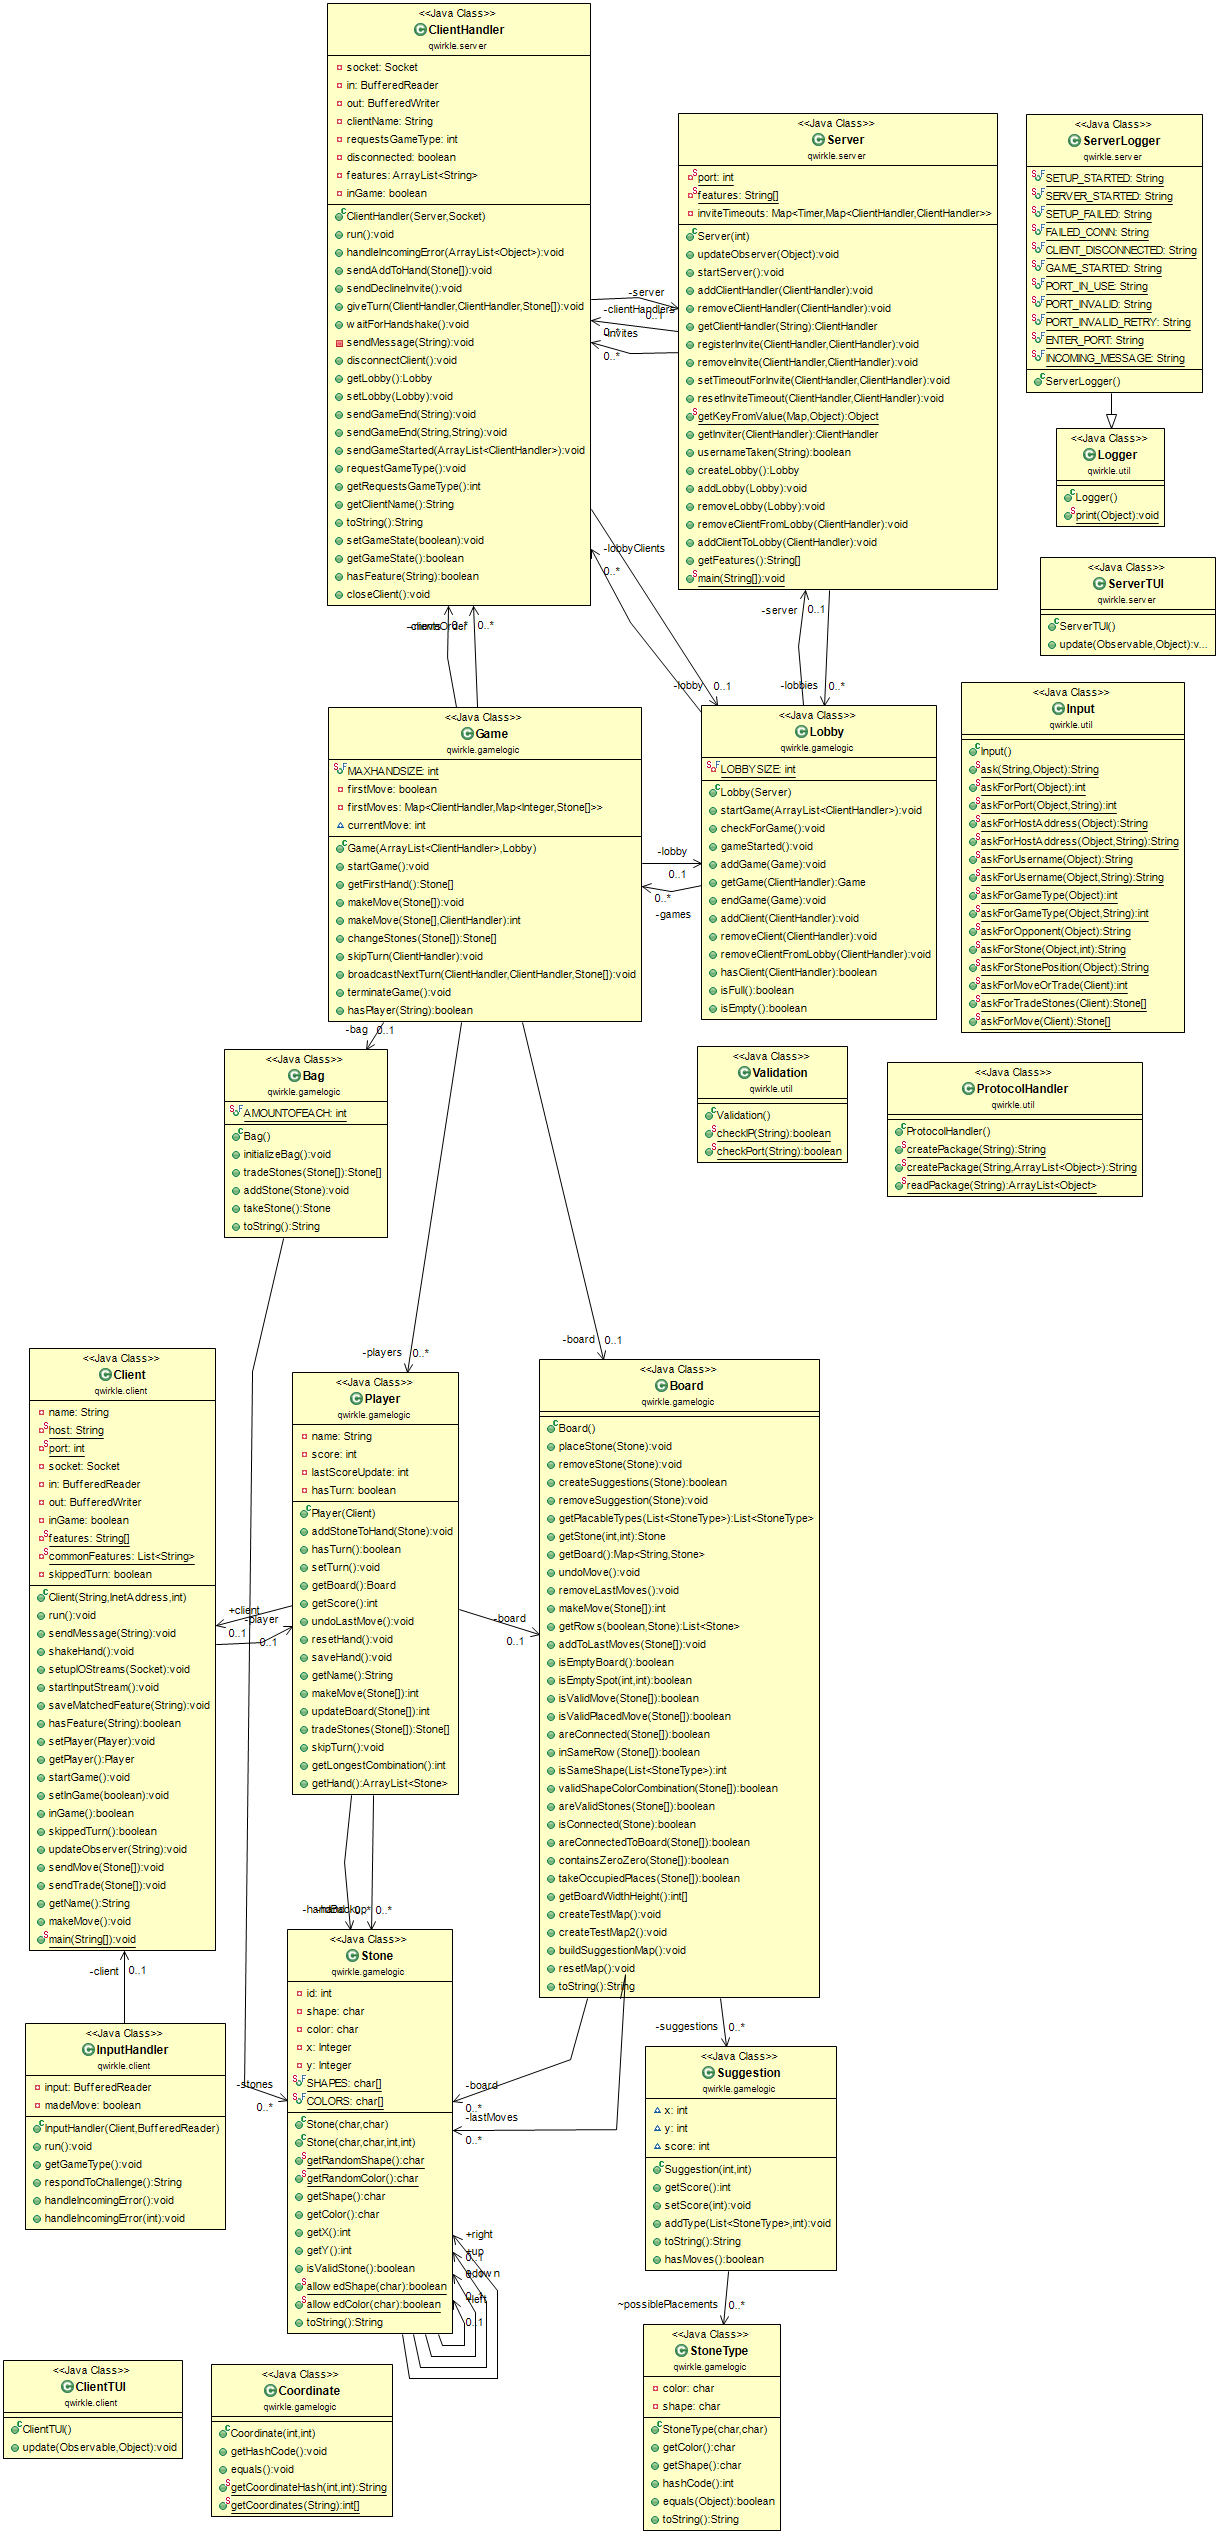 <<Java Class>>
ClientHandler
qwirkle.server
socket: Socket
in: BufferedReader
out: BufferedWriter
clientName: String
requestsGameType: int
disconnected: boolean
features: ArrayList<String>
inGame: boolean
ClientHandler(Server,Socket)
run():void
handleIncomingError(ArrayList<Object>):void
sendAddToHand(Stone[]):void
sendDeclineInvite():void
giveTurn(ClientHandler,ClientHandler,Stone[]):void
waitForHandshake():void
sendMessage(String):void
disconnectClient():void
getLobby():Lobby
setLobby(Lobby):void
sendGameEnd(String):void
sendGameEnd(String,String):void
sendGameStarted(ArrayList<ClientHandler>):void
requestGameType():void
getRequestsGameType():int
getClientName():String
toString():String
setGameState(boolean):void
getGameState():boolean
hasFeature(String):boolean
closeClient():void
<<Java Class>>
Server
qwirkle.server
port: int
features: String[]
inviteTimeouts: Map<Timer,Map<ClientHandler,ClientHandler>>
Server(int)
updateObserver(Object):void
startServer():void
addClientHandler(ClientHandler):void
removeClientHandler(ClientHandler):void
getClientHandler(String):ClientHandler
registerInvite(ClientHandler,ClientHandler):void
removeInvite(ClientHandler,ClientHandler):void
setTimeoutForInvite(ClientHandler,ClientHandler):void
resetInviteTimeout(ClientHandler,ClientHandler):void
getKeyFromValue(Map,Object):Object
getInviter(ClientHandler):ClientHandler
usernameTaken(String):boolean
createLobby():Lobby
addLobby(Lobby):void
removeLobby(Lobby):void
removeClientFromLobby(ClientHandler):void
addClientToLobby(ClientHandler):void
getFeatures():String[]
main(String[]):void
<<Java Class>>
ServerLogger
qwirkle.server
SETUP_STARTED: String
SERVER_STARTED: String
SETUP_FAILED: String
FAILED_CONN: String
CLIENT_DISCONNECTED: String
GAME_STARTED: String
PORT_IN_USE: String
PORT_INVALID: String
PORT_INVALID_RETRY: String
ENTER_PORT: String
INCOMING_MESSAGE: String
ServerLogger()
<<Java Class>>
Logger
qwirkle.util
Logger()
print(Object):void
<<Java Class>>
ServerTUI
qwirkle.server
ServerTUI()
update(Observable,Object):v...
-server
0..1
-clientHandlers
0..*
-invites
0..*
-lobbyClients
0..*
-lobby
0..1
-server
0..1
-lobbies
0..*
0..*
0..*
<<Java Class>>
Game
qwirkle.gamelogic
MAXHANDSIZE: int
firstMove: boolean
firstMoves: Map<ClientHandler,Map<Integer,Stone[]>>
currentMove: int
Game(ArrayList<ClientHandler>,Lobby)
startGame():void
getFirstHand():Stone[]
makeMove(Stone[]):void
makeMove(Stone[],ClientHandler):int
changeStones(Stone[]):Stone[]
skipTurn(ClientHandler):void
broadcastNextTurn(ClientHandler,ClientHandler,Stone[]):void
terminateGame():void
hasPlayer(String):boolean
-lobby
0..1
0..*
-games
<<Java Class>>
Lobby
qwirkle.gamelogic
LOBBYSIZE: int
Lobby(Server)
startGame(ArrayList<ClientHandler>):void
checkForGame():void
gameStarted():void
addGame(Game):void
getGame(ClientHandler):Game
endGame(Game):void
addClient(ClientHandler):void
removeClient(ClientHandler):void
removeClientFromLobby(ClientHandler):void
hasClient(ClientHandler):boolean
isFull():boolean
isEmpty():boolean
<<Java Class>>
Input
qwirkle.util
Input()
ask(String,Object):String
askForPort(Object):int
askForPort(Object,String):int
askForHostAddress(Object):String
askForHostAddress(Object,String):String
askForUsername(Object):String
askForUsername(Object,String):String
askForGameType(Object):int
askForGameType(Object,String):int
askForOpponent(Object):String
askForStone(Object,int):String
askForStonePosition(Object):String
askForMoveOrTrade(Client):int
askForTradeStones(Client):Stone[]
askForMove(Client):Stone[]
-bag
0..1
<<Java Class>>
Bag
qwirkle.gamelogic
AMOUNTOFEACH: int
Bag()
initializeBag():void
tradeStones(Stone[]):Stone[]
addStone(Stone):void
takeStone():Stone
toString():String
<<Java Class>>
Validation
qwirkle.util
Validation()
checkIP(String):boolean
checkPort(String):boolean
<<Java Class>>
ProtocolHandler
qwirkle.util
ProtocolHandler()
createPackage(String):String
createPackage(String,ArrayList<Object>):String
readPackage(String):ArrayList<Object>
-players
0..*
-board
0..1
<<Java Class>>
Client
qwirkle.client
name: String
host: String
port: int
socket: Socket
in: BufferedReader
out: BufferedWriter
inGame: boolean
features: String[]
commonFeatures: List<String>
skippedTurn: boolean
Client(String,InetAddress,int)
run():void
sendMessage(String):void
shakeHand():void
setupIOStreams(Socket):void
startInputStream():void
saveMatchedFeature(String):void
hasFeature(String):boolean
setPlayer(Player):void
getPlayer():Player
startGame():void
setInGame(boolean):void
inGame():boolean
skippedTurn():boolean
updateObserver(String):void
sendMove(Stone[]):void
sendTrade(Stone[]):void
getName():String
makeMove():void
main(String[]):void
+client
0..1
-player
0..1
<<Java Class>>
Player
qwirkle.gamelogic
name: String
score: int
lastScoreUpdate: int
hasTurn: boolean
Player(Client)
addStoneToHand(Stone):void
hasTurn():boolean
setTurn():void
getBoard():Board
getScore():int
undoLastMove():void
resetHand():void
saveHand():void
getName():String
makeMove(Stone[]):int
updateBoard(Stone[]):int
tradeStones(Stone[]):Stone[]
skipTurn():void
getLongestCombination():int
getHand():ArrayList<Stone>
-board
0..1
<<Java Class>>
Board
qwirkle.gamelogic
Board()
placeStone(Stone):void
removeStone(Stone):void
createSuggestions(Stone):boolean
removeSuggestion(Stone):void
getPlacableTypes(List<StoneType>):List<StoneType>
getStone(int,int):Stone
getBoard():Map<String,Stone>
undoMove():void
removeLastMoves():void
makeMove(Stone[]):int
getRows(boolean,Stone):List<Stone>
addToLastMoves(Stone[]):void
isEmptyBoard():boolean
isEmptySpot(int,int):boolean
isValidMove(Stone[]):boolean
isValidPlacedMove(Stone[]):boolean
areConnected(Stone[]):boolean
inSameRow(Stone[]):boolean
isSameShape(List<StoneType>):int
validShapeColorCombination(Stone[]):boolean
areValidStones(Stone[]):boolean
isConnected(Stone):boolean
areConnectedToBoard(Stone[]):boolean
containsZeroZero(Stone[]):boolean
takeOccupiedPlaces(Stone[]):boolean
getBoardWidthHeight():int[]
createTestMap():void
createTestMap2():void
buildSuggestionMap():void
resetMap():void
toString():String
0..*
0..*
-client
0..1
<<Java Class>>
InputHandler
qwirkle.client
input: BufferedReader
madeMove: boolean
InputHandler(Client,BufferedReader)
run():void
getGameType():void
respondToChallenge():String
handleIncomingError():void
handleIncomingError(int):void
-stones
0..*
<<Java Class>>
Stone
qwirkle.gamelogic
id: int
shape: char
color: char
x: Integer
y: Integer
SHAPES: char[]
COLORS: char[]
Stone(char,char)
Stone(char,char,int,int)
getRandomShape():char
getRandomColor():char
getShape():char
getColor():char
getX():int
getY():int
isValidStone():boolean
allowedShape(char):boolean
allowedColor(char):boolean
toString():String
-board
0..*
-lastMoves
0..*
+right
+up
0..1
+down
+left
0..1
-suggestions
0..*
<<Java Class>>
Suggestion
qwirkle.gamelogic
x: int
y: int
score: int
Suggestion(int,int)
getScore():int
setScore(int):void
addType(List<StoneType>,int):void
toString():String
hasMoves():boolean
~possiblePlacements
0..*
<<Java Class>>
StoneType
qwirkle.gamelogic
color: char
shape: char
StoneType(char,char)
getColor():char
getShape():char
hashCode():int
equals(Object):boolean
toString():String
<<Java Class>>
ClientTUI
qwirkle.client
ClientTUI()
update(Observable,Object):void
<<Java Class>>
Coordinate
qwirkle.gamelogic
Coordinate(int,int)
getHashCode():void
equals():void
getCoordinateHash(int,int):String
getCoordinates(String):int[]